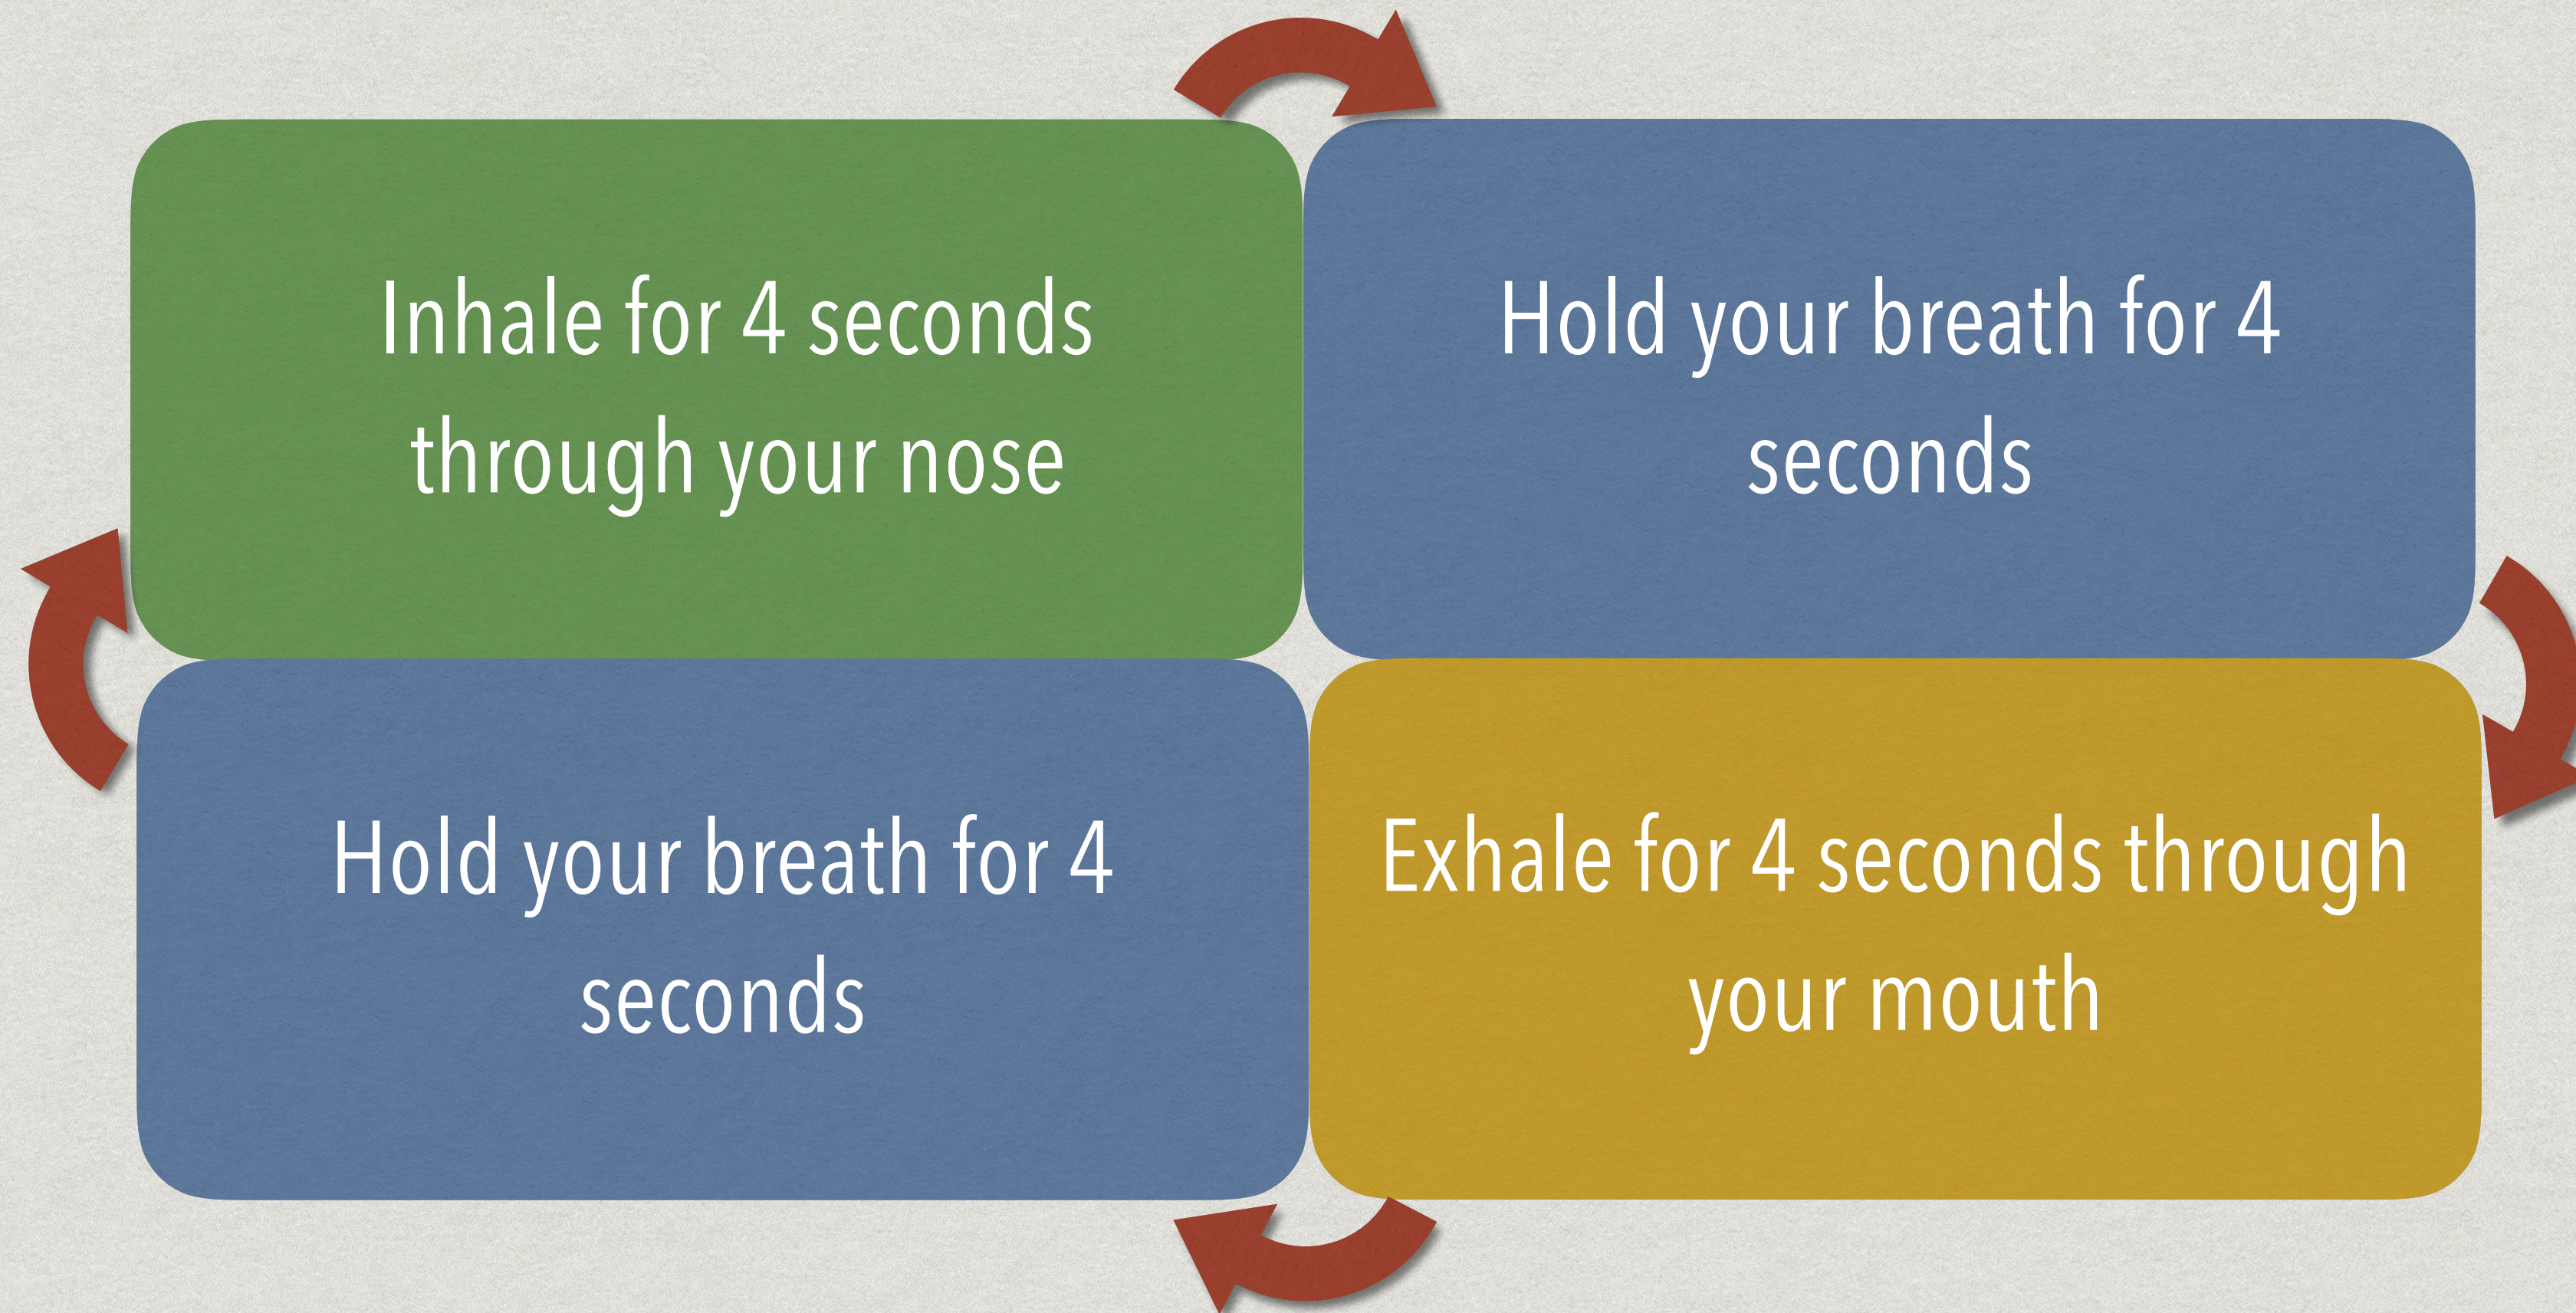 Inhale for 4 seconds
through your nose
Hold your breath for 4
seconds
Hold your breath for 4
seconds
Exhale for 4 seconds through
your mouth